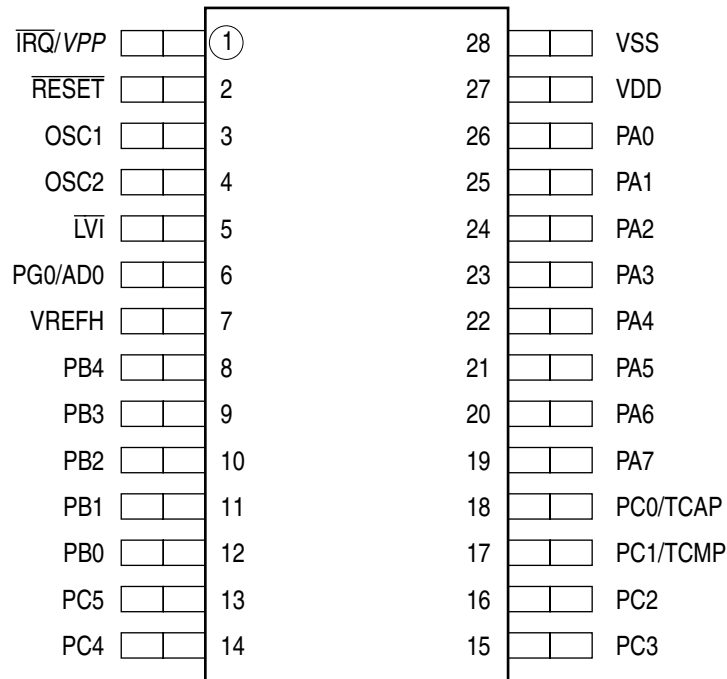 I̅R̅Q̅/VPP 1 28 VSS
R̅E̅S̅E̅T̅ 2 27 VDD
OSC1 3 26 PA0
OSC2 4 25 PA1
L̅V̅I̅ 5 24 PA2
PG0/AD0 6 23 PA3
VREFH 7 22 PA4
PB4 8 21 PA5
PB3 9 20 PA6
PB2 10 19 PA7
PB1 11 18 PC0/TCAP
PB0 12 17 PC1/TCMP
PC5 13 16 PC2
PC4 14 15 PC3